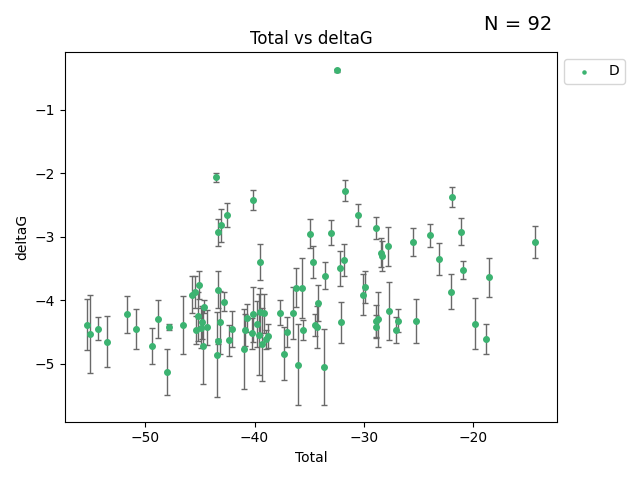 N = 92
Total vs deltaG
D
−1
−2
−3
−4
−5
deltaG
−50
−40
−30
−20
Total